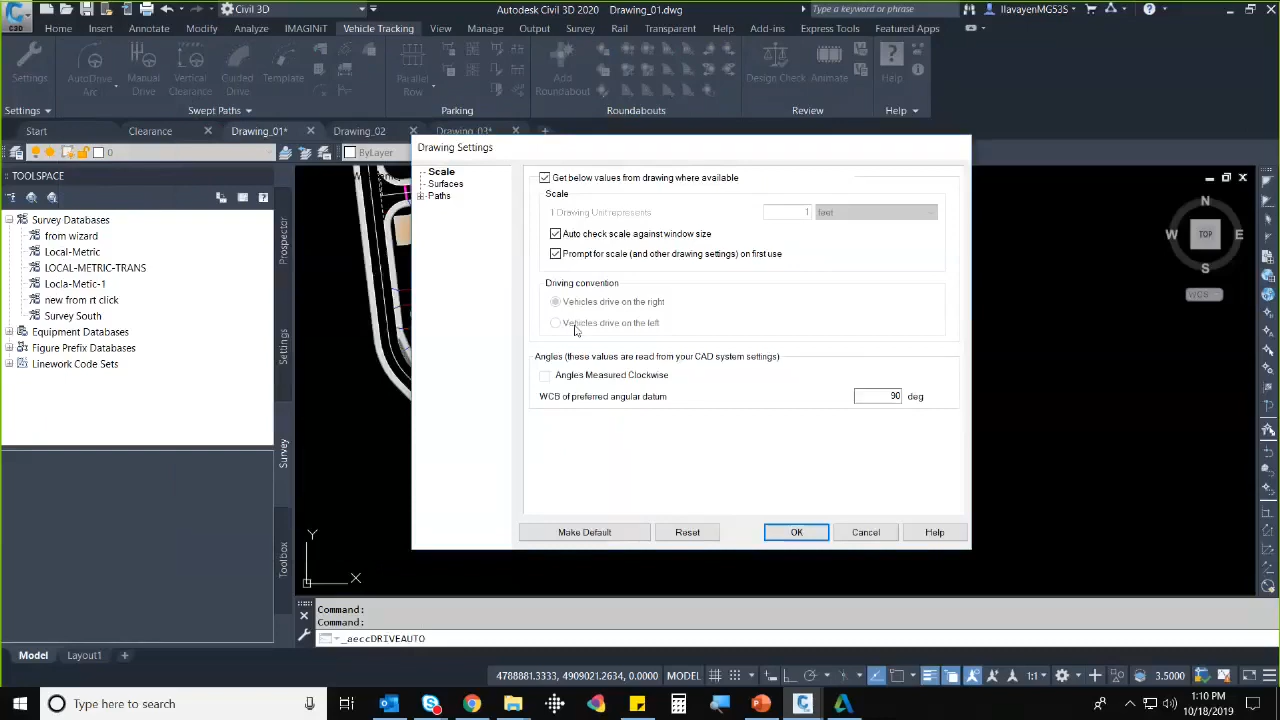 Civil 3D
Autodesk Civil 3D 2020 Drawing_01.dwg
Type a keyword or phrase
IlavayenMG53S
C3D
Home Insert Annotate Modify Analyze IMAGINiT Vehicle Tracking View Manage Output Survey Rail Transparent Help Add-ins Express Tools Featured Apps
Settings AutoDrive Arc Manual Drive Vertical Clearance Guided Drive Template Parallel Row Add Roundabout Design Check Animate Help
Settings Swept Paths Parking Roundabouts Review Help
Start Clearance Drawing_01* Drawing_02 Drawing_03*
0 ByLayer
TOOLSPACE
Survey Databases
from wizard
Local-Metric
LOCAL-METRIC-TRANS
Locla-Metic-1
new from rt click
Survey South
Equipment Databases
Figure Prefix Databases
Linework Code Sets
Prospector
Settings
Survey
Toolbox
Drawing Settings
Scale
Surfaces
Paths
Get below values from drawing where available
Scale
1 Drawing Unit represents 1 feet
Auto check scale against window size
Prompt for scale (and other drawing settings) on first use
Driving convention
Vehicles drive on the right
Vehicles drive on the left
Angles (these values are read from your CAD system settings)
Angles Measured Clockwise
WCB of preferred angular datum 90 deg
Make Default Reset OK Cancel Help
N
W TOP E
S
WCS
Y
X
Command:
Command:
_aeccDRIVEAUTO
Model Layout1
4788881.3333, 4909021.2634, 0.0000 MODEL 1:1 3.5000
Type here to search
1:10 PM
10/18/2019